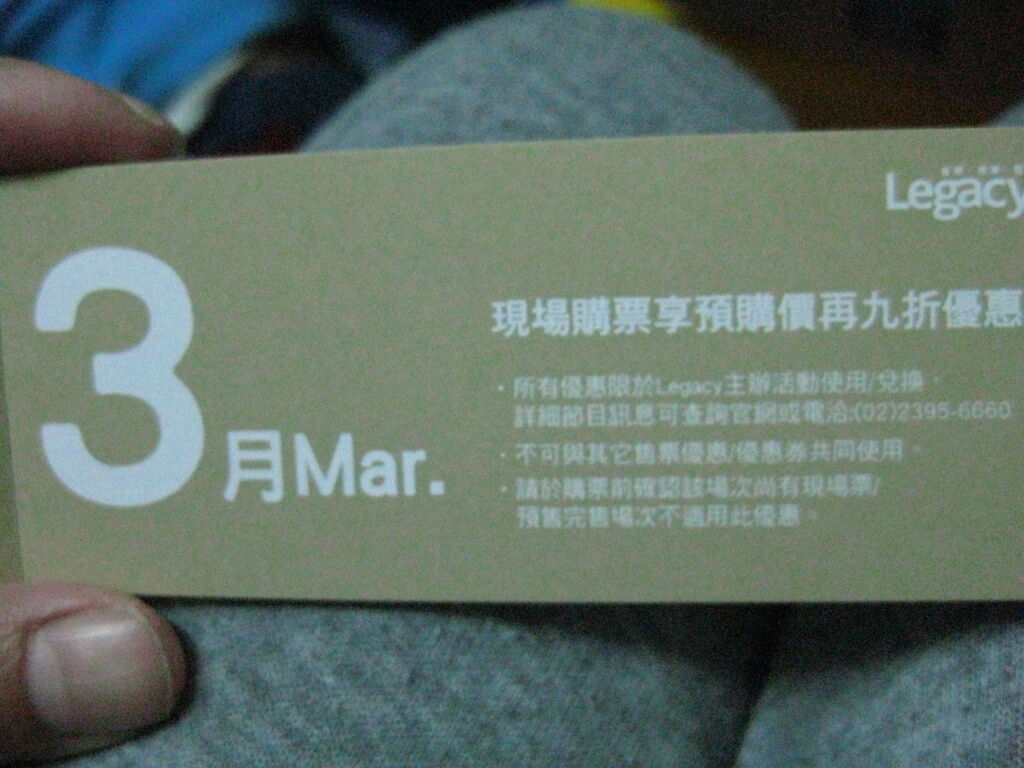 Legacy
3月Mar.
現場購票享預購價再九折優惠
・所有優惠限於Legacy主辦活動使用/兌換。
詳細節目訊息可查詢官網或電洽:(02)2395-6660
・不可與其它售票優惠/優惠券共同使用。
・請於購票前確認該場次尚有現場票/
預售完售場次不適用此優惠。